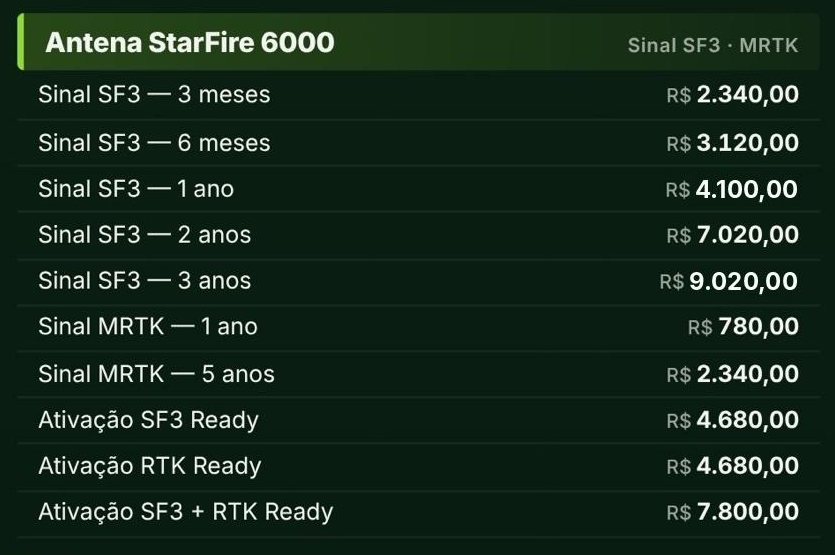 Antena StarFire 6000 Sinal SF3 · MRTK
Sinal SF3 — 3 meses R$ 2.340,00
Sinal SF3 — 6 meses R$ 3.120,00
Sinal SF3 — 1 ano R$ 4.100,00
Sinal SF3 — 2 anos R$ 7.020,00
Sinal SF3 — 3 anos R$ 9.020,00
Sinal MRTK — 1 ano R$ 780,00
Sinal MRTK — 5 anos R$ 2.340,00
Ativação SF3 Ready R$ 4.680,00
Ativação RTK Ready R$ 4.680,00
Ativação SF3 + RTK Ready R$ 7.800,00